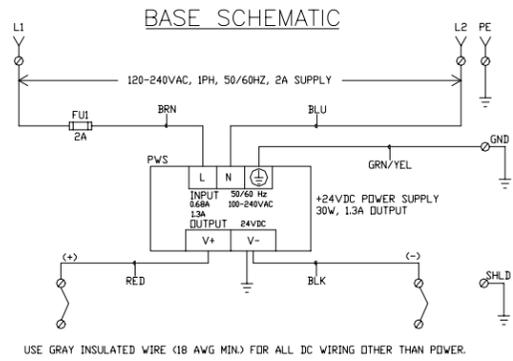 BASE SCHEMATIC
L1
L2 PE
120-240VAC, 1PH, 50/60HZ, 2A SUPPLY
FU1
2A
BRN
BLU
GND
GRN/YEL
PWS
L N
INPUT 50/60 Hz
0.68A 100-240VAC
1.3A
OUTPUT 24VDC
V+ V-
+24VDC POWER SUPPLY
30W, 1.3A OUTPUT
(+)
(-)
RED
BLK
SHLD
USE GRAY INSULATED WIRE (18 AWG MIN.) FOR ALL DC WIRING OTHER THAN POWER.